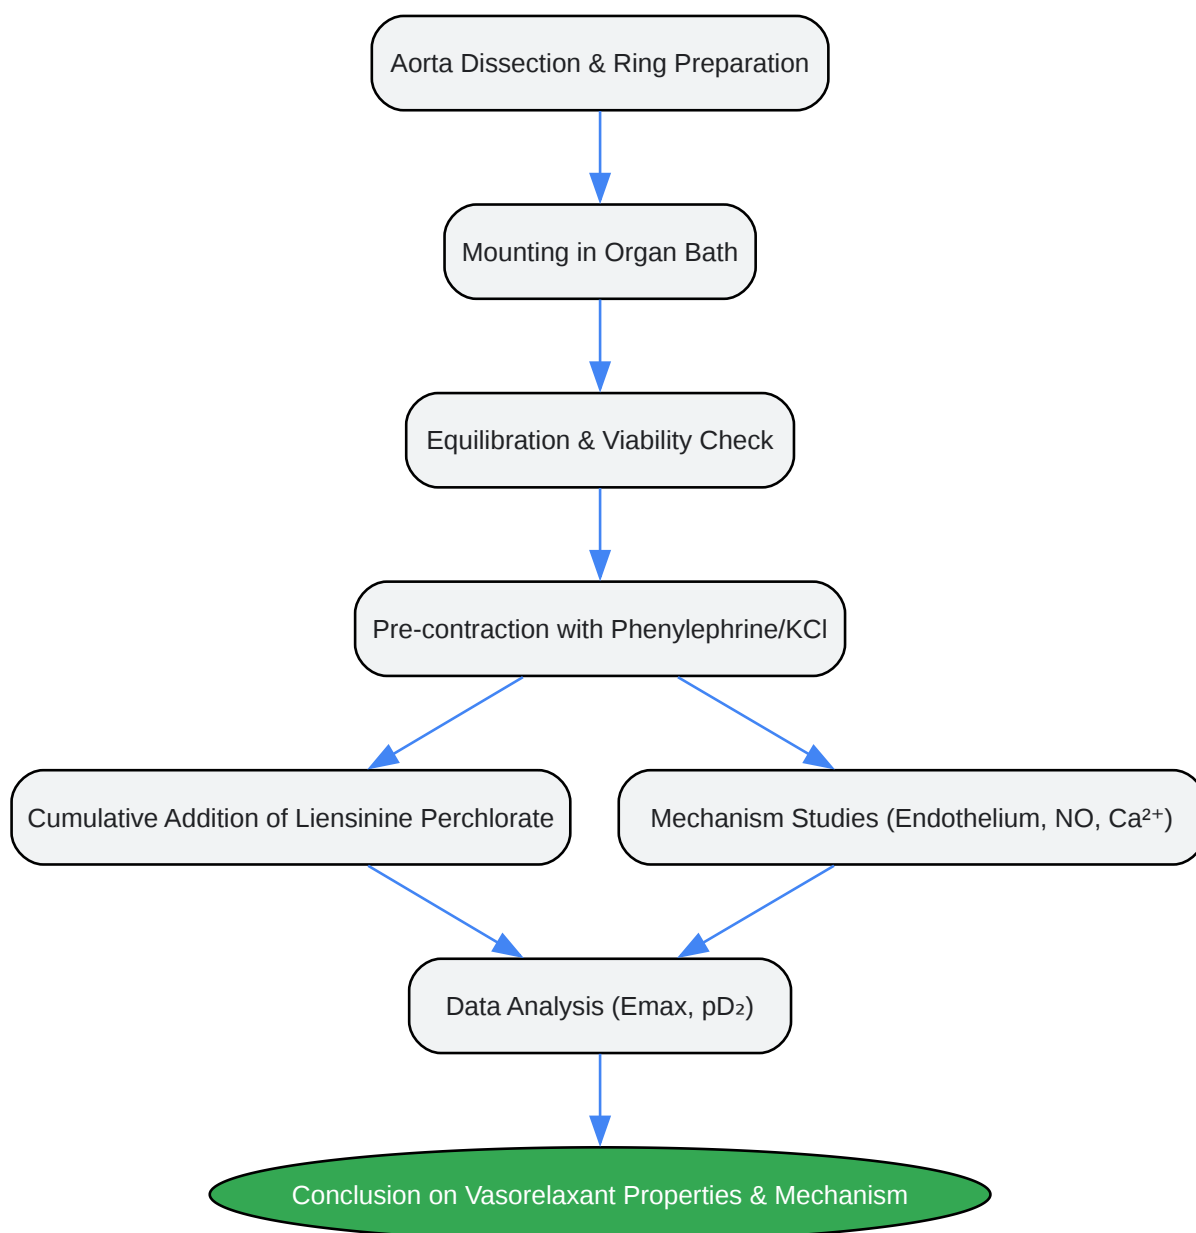 Aorta Dissection & Ring Preparation
Mounting in Organ Bath
Equilibration & Viability Check
Pre-contraction with Phenylephrine/KCl
Cumulative Addition of Liensinine Perchlorate
Mechanism Studies (Endothelium, NO, Ca²⁺)
Data Analysis (Emax, pD₂)
Conclusion on Vasorelaxant Properties & Mechanism